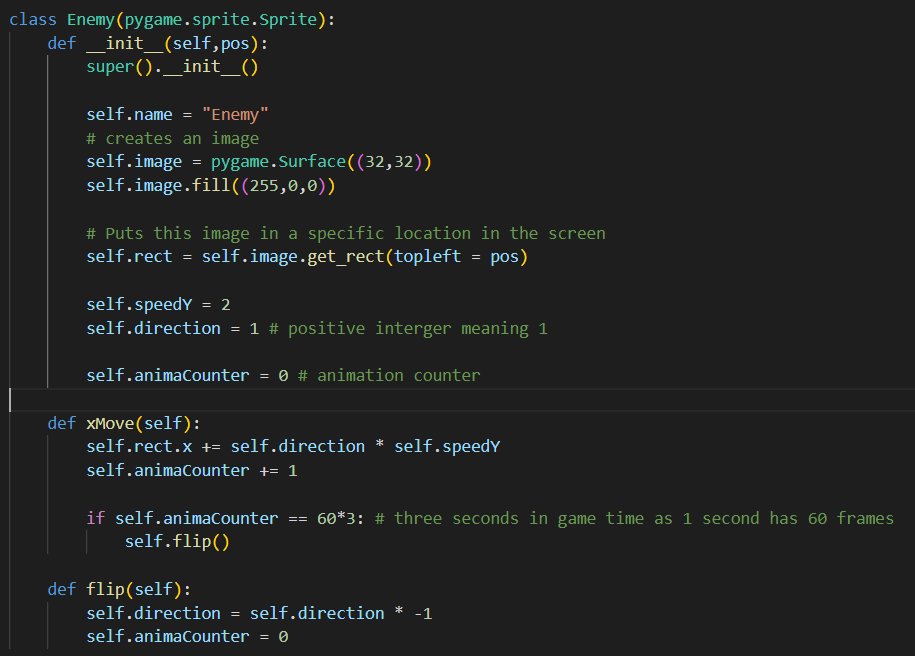 class Enemy(pygame.sprite.Sprite):
    def __init__(self,pos):
        super().__init__()

        self.name = "Enemy"
        # creates an image
        self.image = pygame.Surface((32,32))
        self.image.fill((255,0,0))

        # Puts this image in a specific location in the screen
        self.rect = self.image.get_rect(topleft = pos)

        self.speedY = 2
        self.direction = 1 # positive interger meaning 1

        self.animaCounter = 0 # animation counter

    def xMove(self):
        self.rect.x += self.direction * self.speedY
        self.animaCounter += 1

        if self.animaCounter == 60*3: # three seconds in game time as 1 second has 60 frames
            self.flip()

    def flip(self):
        self.direction = self.direction * -1
        self.animaCounter = 0